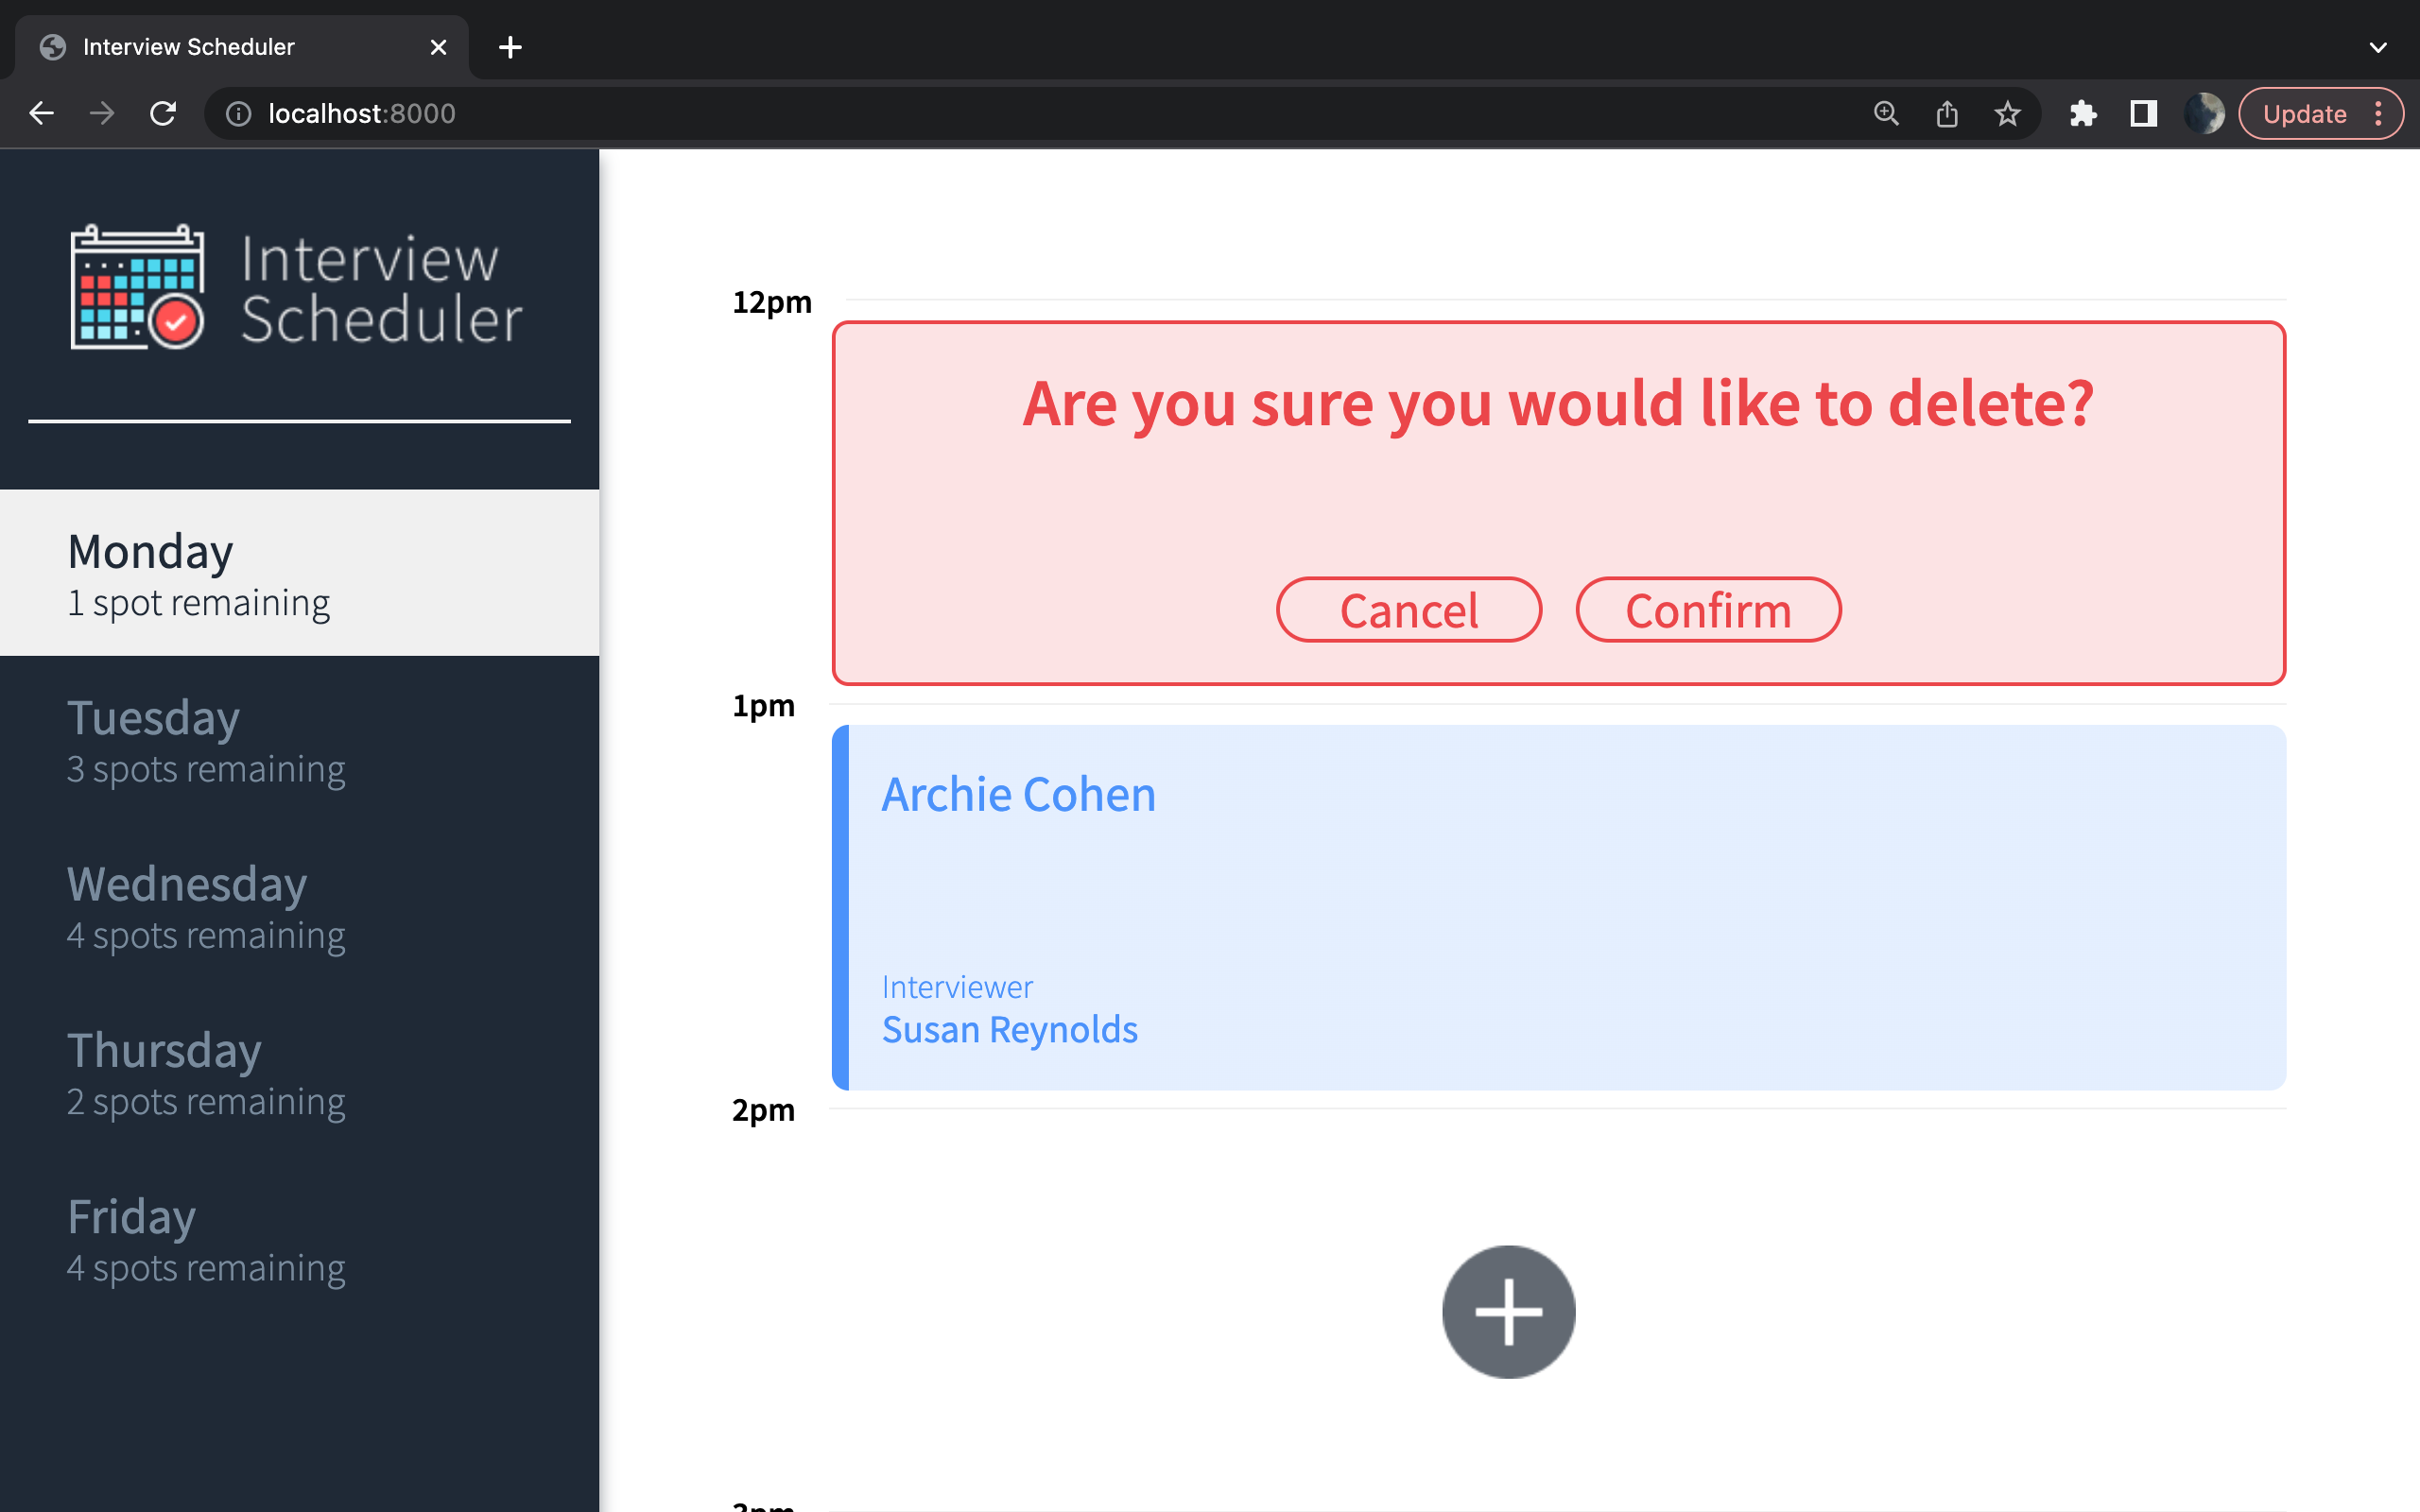 Interview Scheduler
localhost:8000
Update
Interview
Scheduler
Monday
1 spot remaining
Tuesday
3 spots remaining
Wednesday
4 spots remaining
Thursday
2 spots remaining
Friday
4 spots remaining
12pm
Are you sure you would like to delete?
Cancel Confirm
1pm
Archie Cohen
Interviewer
Susan Reynolds
2pm